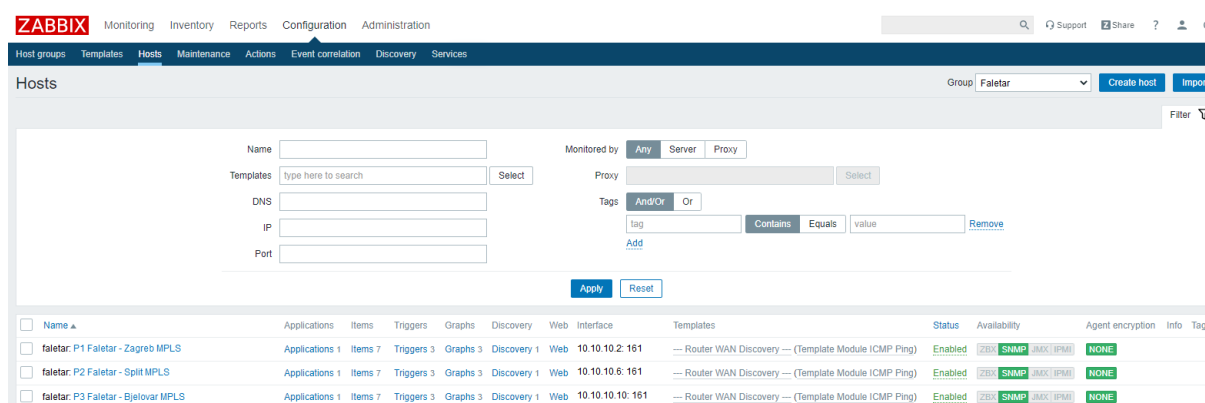 ZABBIX Monitoring Inventory Reports Configuration Administration Support Z Share ?
Host groups Templates Hosts Maintenance Actions Event correlation Discovery Services
Hosts Group Faletar Create host Impor
Filter
Name Monitored by Any Server Proxy
Templates type here to search Select Proxy Select
DNS Tags And/Or Or
IP tag Contains Equals value Remove
Add
Port
Apply Reset
Name Applications Items Triggers Graphs Discovery Web Interface Templates Status Availability Agent encryption Info Tag
faletar: P1 Faletar - Zagreb MPLS Applications 1 Items 7 Triggers 3 Graphs 3 Discovery 1 Web 10.10.10.2: 161 --- Router WAN Discovery --- (Template Module ICMP Ping) Enabled ZBX SNMP JMX IPMI NONE
faletar: P2 Faletar - Split MPLS Applications 1 Items 7 Triggers 3 Graphs 3 Discovery 1 Web 10.10.10.6: 161 --- Router WAN Discovery --- (Template Module ICMP Ping) Enabled ZBX SNMP JMX IPMI NONE
faletar: P3 Faletar - Bjelovar MPLS Applications 1 Items 7 Triggers 3 Graphs 3 Discovery 1 Web 10.10.10.10: 161 --- Router WAN Discovery --- (Template Module ICMP Ping) Enabled ZBX SNMP JMX IPMI NONE